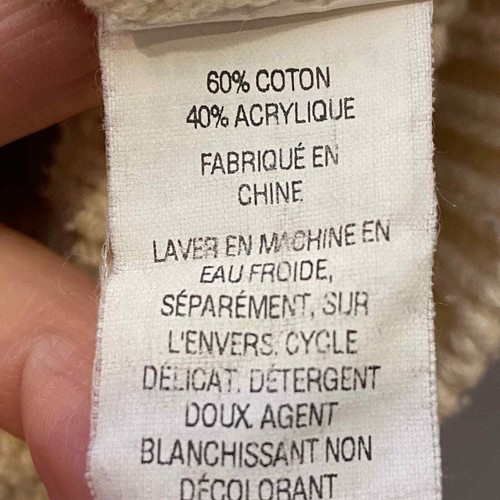 60% COTON
40% ACRYLIQUE
FABRIQUÉ EN
CHINE
LAVER EN MACHINE EN
EAU FROIDE,
SÉPARÉMENT, SUR
L'ENVERS. CYCLE
DÉLICAT. DÉTERGENT
DOUX. AGENT
BLANCHISSANT NON
DÉCOLORANT